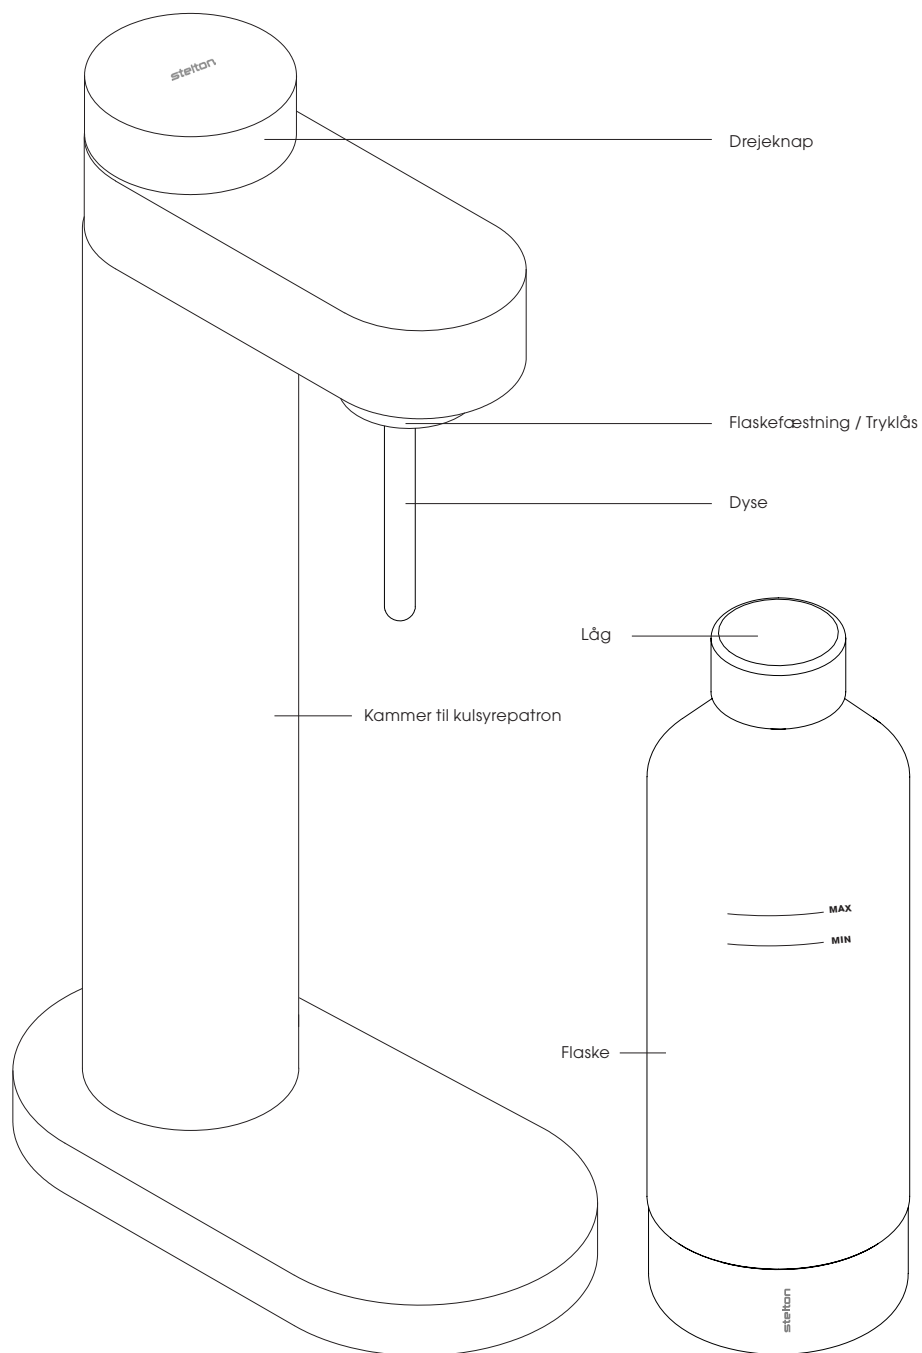 stelton
Drejeknap
Flaskefæstning / Tryklås
Dyse
Låg
Kammer til kulsyrepatron
MAX
MIN
Flaske
stelton